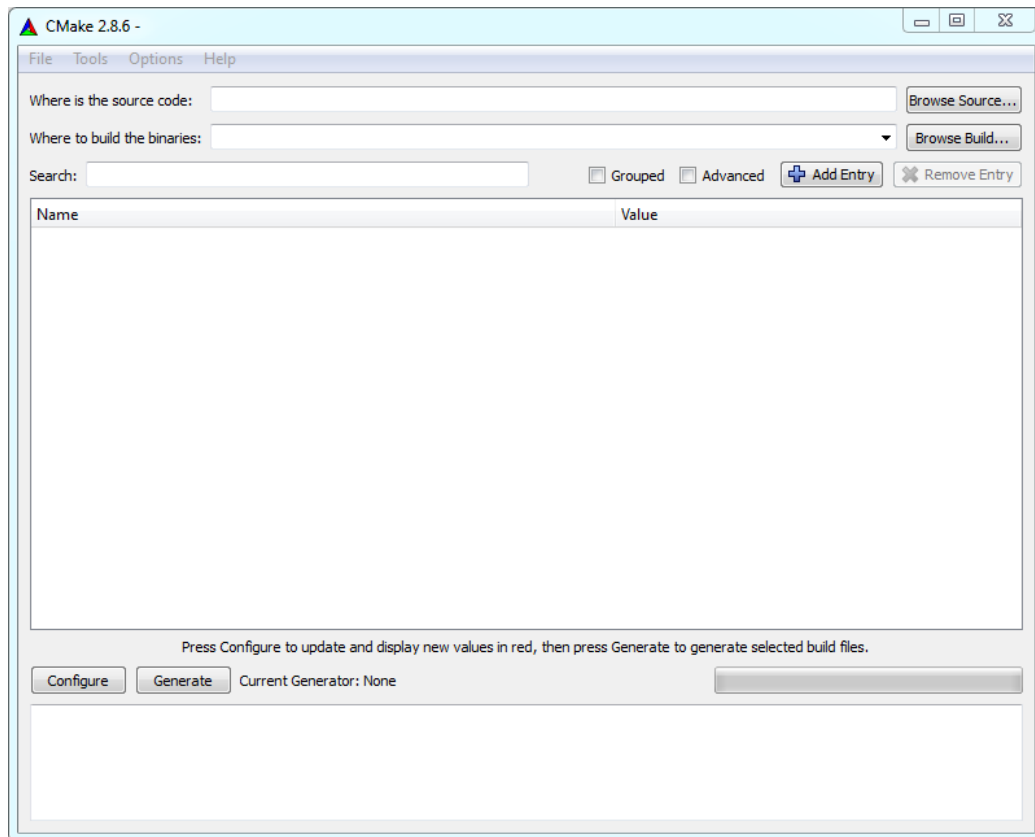 CMake 2.8.6 -
File Tools Options Help
Where is the source code: Browse Source...
Where to build the binaries: Browse Build...
Search: Grouped Advanced Add Entry Remove Entry
Name Value
Press Configure to update and display new values in red, then press Generate to generate selected build files.
Configure Generate Current Generator: None